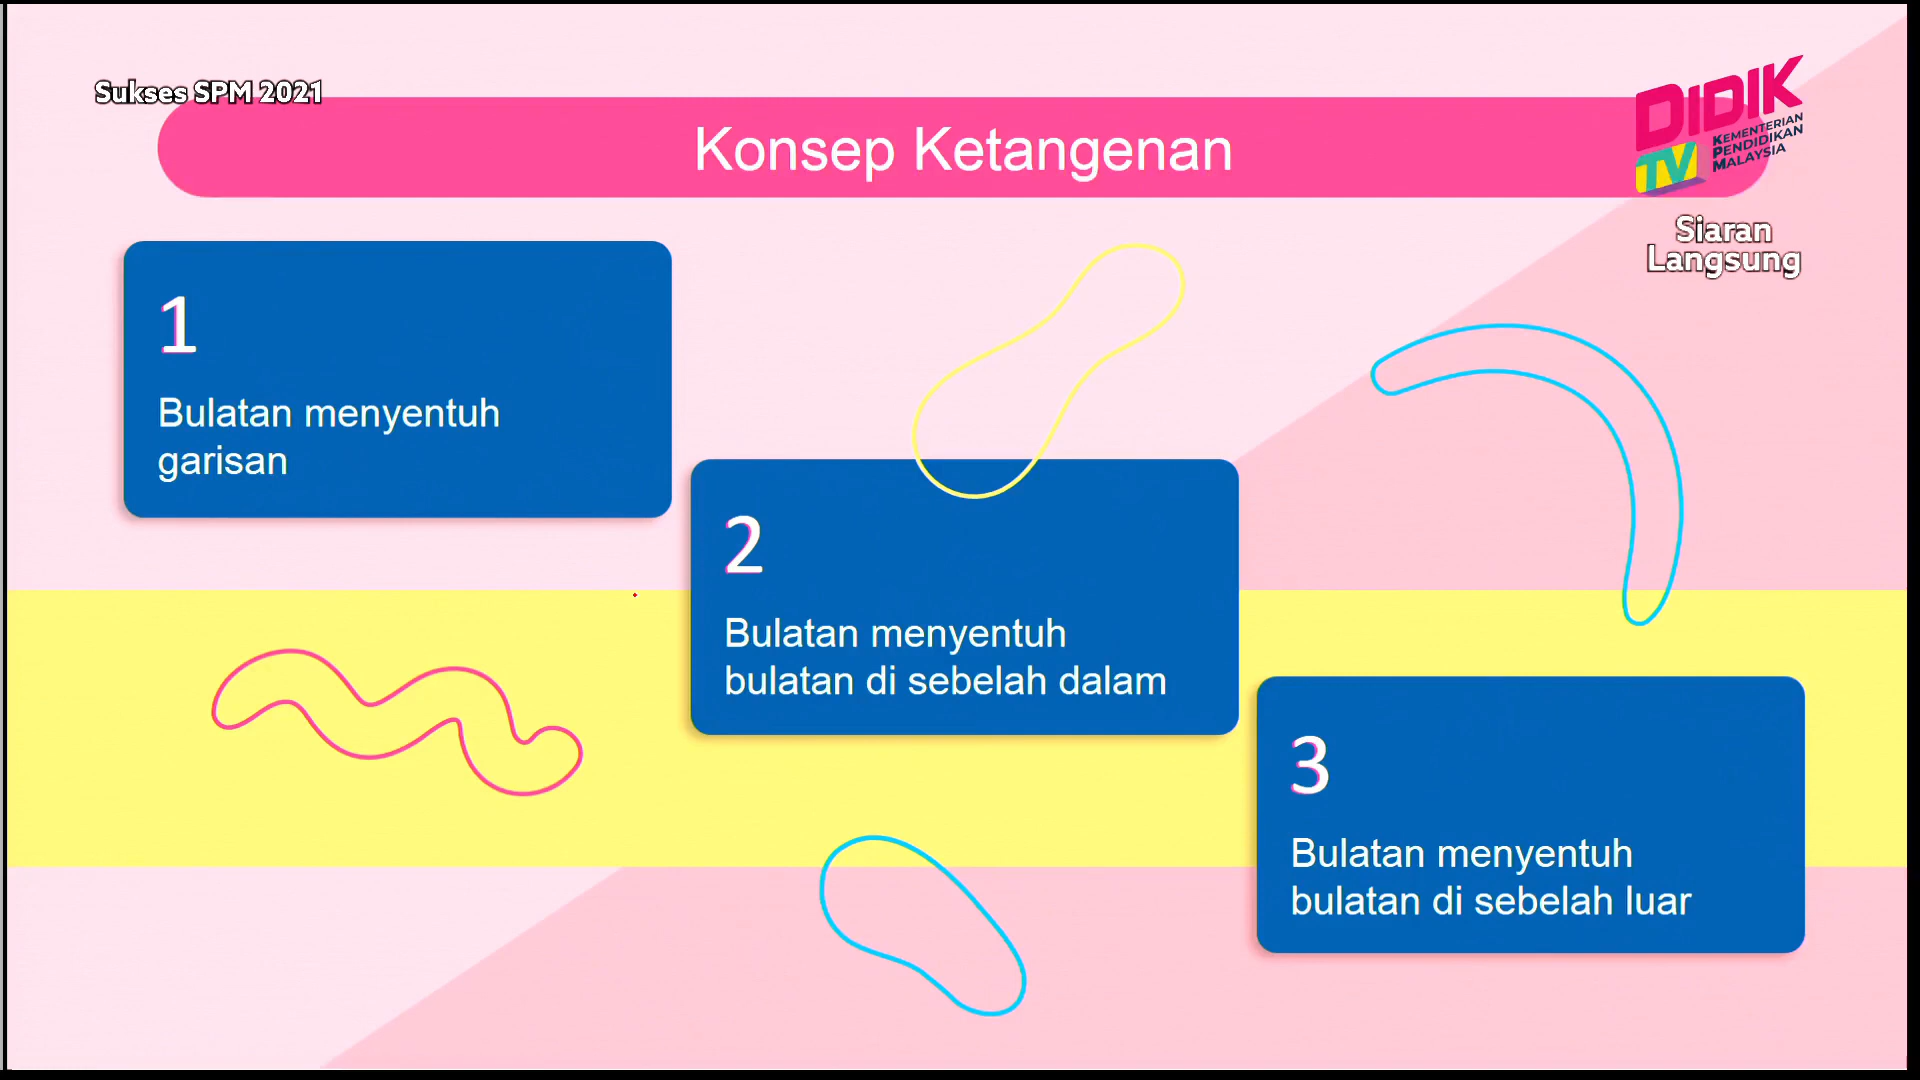 Sukses SPM 2021
Konsep Ketangenan
DIDIK
TV
KEMENTERIAN
PENDIDIKAN
MALAYSIA
Siaran
Langsung
1
Bulatan menyentuh
garisan
2
Bulatan menyentuh
bulatan di sebelah dalam
3
Bulatan menyentuh
bulatan di sebelah luar